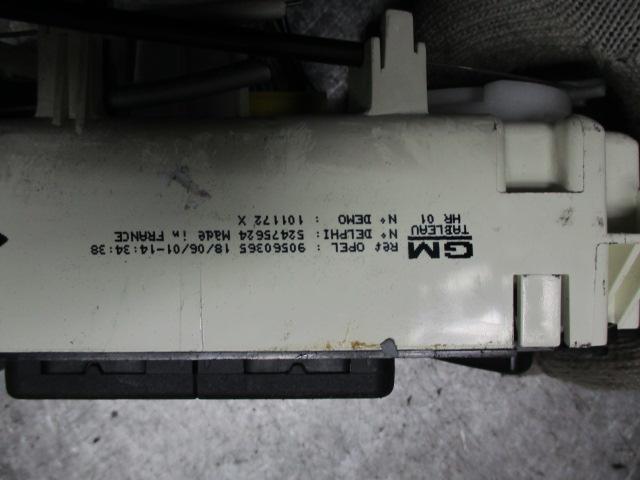 GM
TABLEAU
HR 01
Ref OPEL : 90560365 18/06/01-14:34:38
N° DELPHI: 52475624 Made in FRANCE
N° DEMO : 101172 X